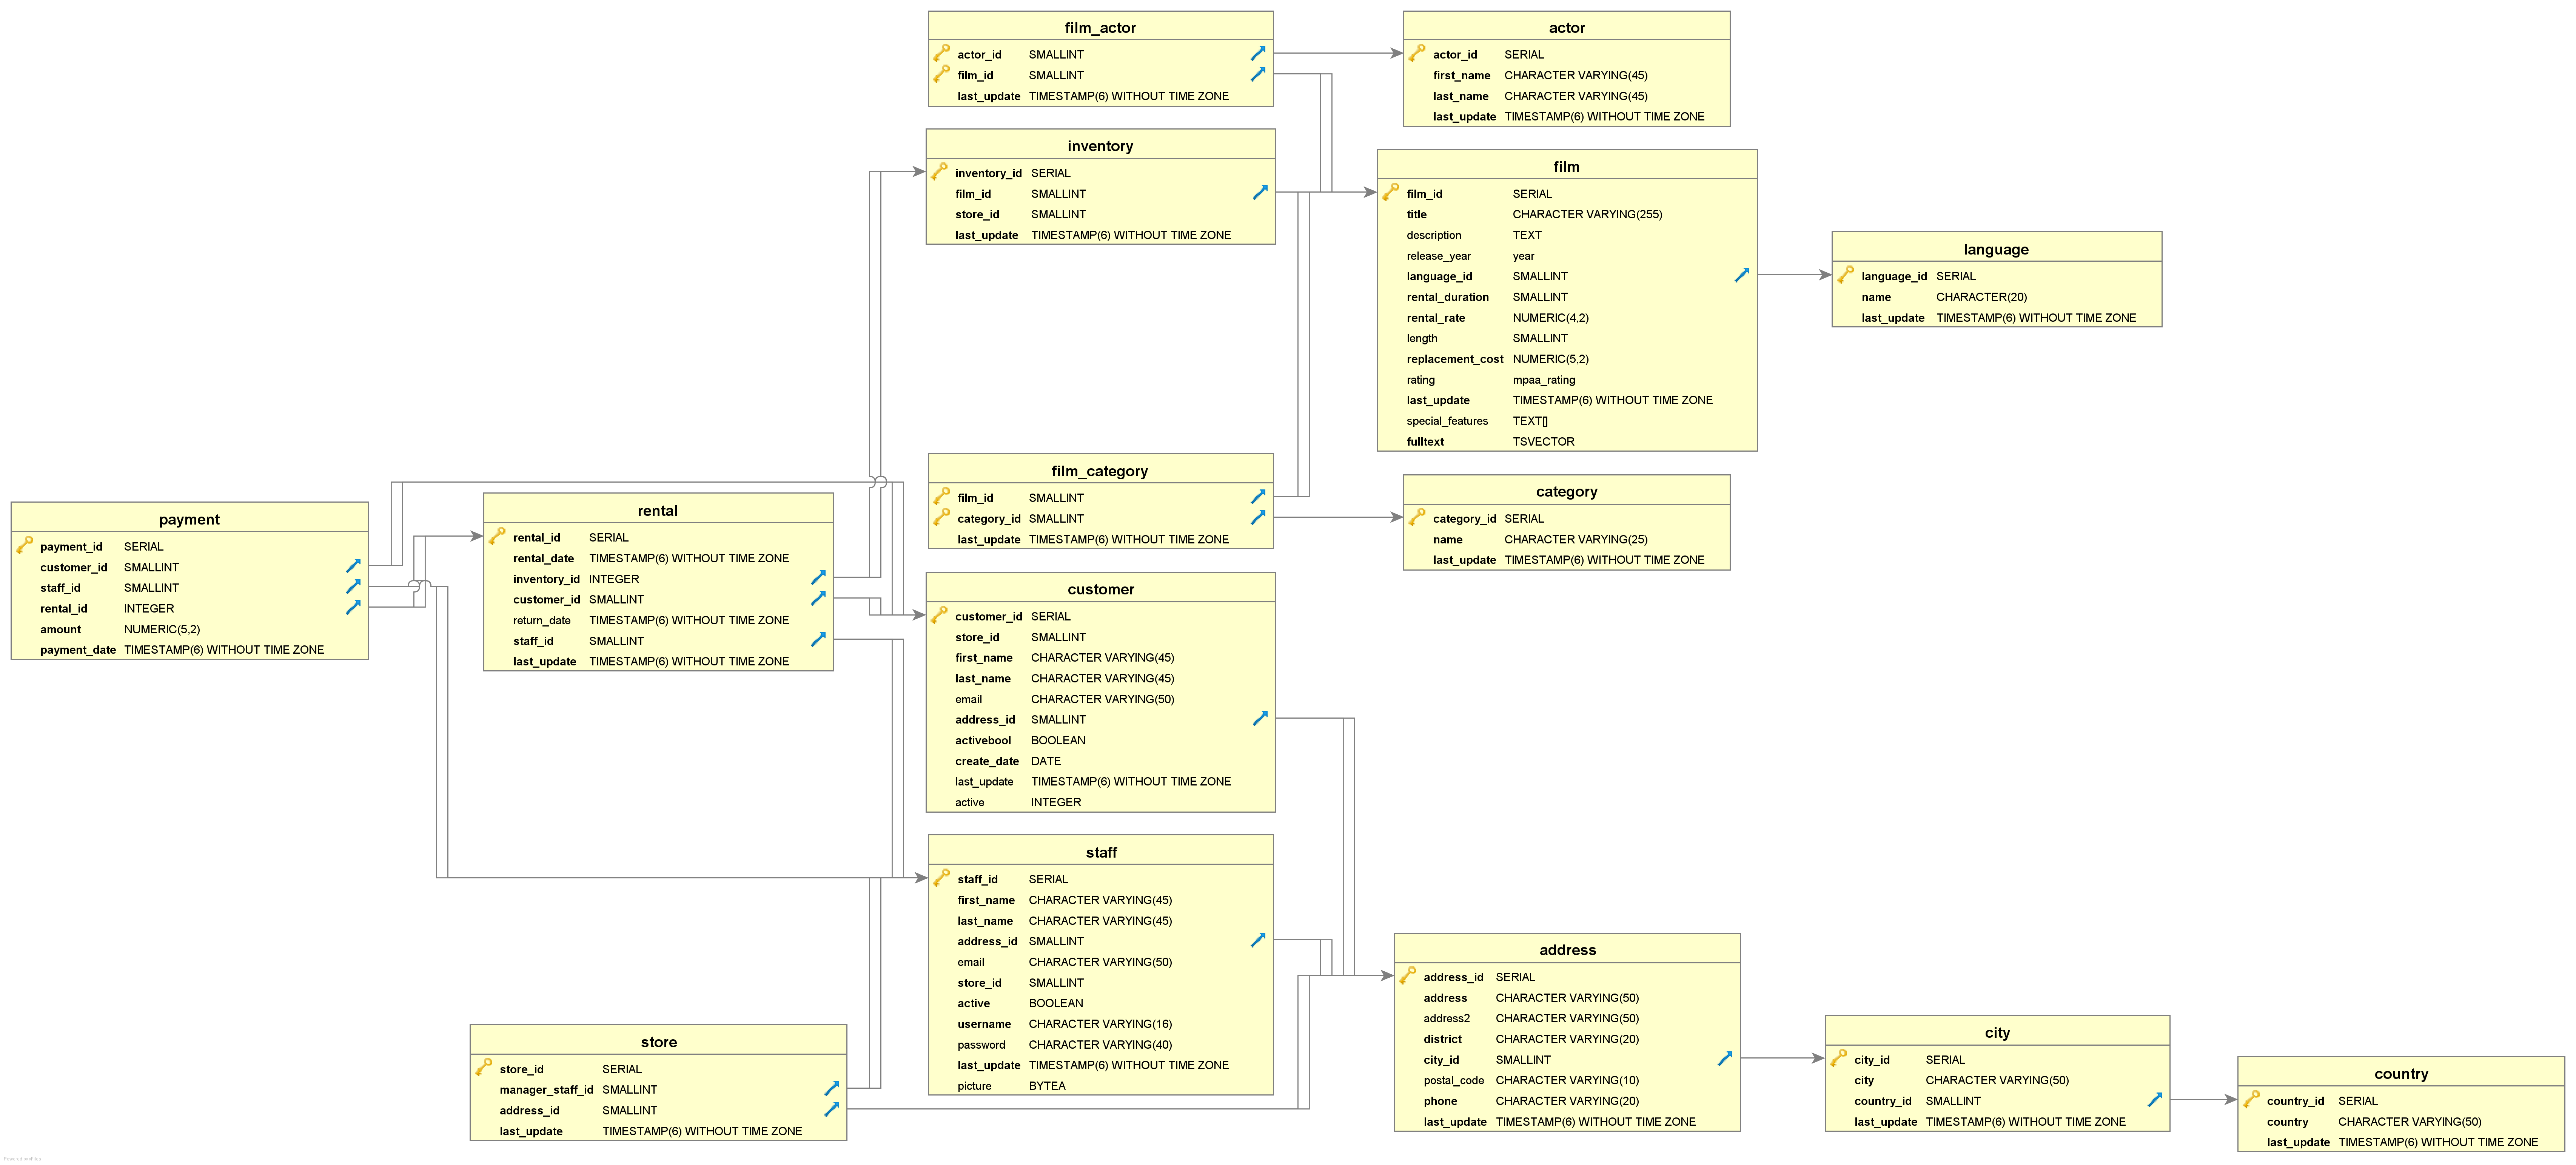 film_actor
actor_id SMALLINT
film_id SMALLINT
last_update TIMESTAMP(6) WITHOUT TIME ZONE
actor
actor_id SERIAL
first_name CHARACTER VARYING(45)
last_name CHARACTER VARYING(45)
last_update TIMESTAMP(6) WITHOUT TIME ZONE
inventory
inventory_id SERIAL
film_id SMALLINT
store_id SMALLINT
last_update TIMESTAMP(6) WITHOUT TIME ZONE
film
film_id SERIAL
title CHARACTER VARYING(255)
description TEXT
release_year year
language_id SMALLINT
rental_duration SMALLINT
rental_rate NUMERIC(4,2)
length SMALLINT
replacement_cost NUMERIC(5,2)
rating mpaa_rating
last_update TIMESTAMP(6) WITHOUT TIME ZONE
special_features TEXT[]
fulltext TSVECTOR
language
language_id SERIAL
name CHARACTER(20)
last_update TIMESTAMP(6) WITHOUT TIME ZONE
film_category
film_id SMALLINT
category_id SMALLINT
last_update TIMESTAMP(6) WITHOUT TIME ZONE
category
category_id SERIAL
name CHARACTER VARYING(25)
last_update TIMESTAMP(6) WITHOUT TIME ZONE
payment
payment_id SERIAL
customer_id SMALLINT
staff_id SMALLINT
rental_id INTEGER
amount NUMERIC(5,2)
payment_date TIMESTAMP(6) WITHOUT TIME ZONE
rental
rental_id SERIAL
rental_date TIMESTAMP(6) WITHOUT TIME ZONE
inventory_id INTEGER
customer_id SMALLINT
return_date TIMESTAMP(6) WITHOUT TIME ZONE
staff_id SMALLINT
last_update TIMESTAMP(6) WITHOUT TIME ZONE
customer
customer_id SERIAL
store_id SMALLINT
first_name CHARACTER VARYING(45)
last_name CHARACTER VARYING(45)
email CHARACTER VARYING(50)
address_id SMALLINT
activebool BOOLEAN
create_date DATE
last_update TIMESTAMP(6) WITHOUT TIME ZONE
active INTEGER
staff
staff_id SERIAL
first_name CHARACTER VARYING(45)
last_name CHARACTER VARYING(45)
address_id SMALLINT
email CHARACTER VARYING(50)
store_id SMALLINT
active BOOLEAN
username CHARACTER VARYING(16)
password CHARACTER VARYING(40)
last_update TIMESTAMP(6) WITHOUT TIME ZONE
picture BYTEA
store
store_id SERIAL
manager_staff_id SMALLINT
address_id SMALLINT
last_update TIMESTAMP(6) WITHOUT TIME ZONE
address
address_id SERIAL
address CHARACTER VARYING(50)
address2 CHARACTER VARYING(50)
district CHARACTER VARYING(20)
city_id SMALLINT
postal_code CHARACTER VARYING(10)
phone CHARACTER VARYING(20)
last_update TIMESTAMP(6) WITHOUT TIME ZONE
city
city_id SERIAL
city CHARACTER VARYING(50)
country_id SMALLINT
last_update TIMESTAMP(6) WITHOUT TIME ZONE
country
country_id SERIAL
country CHARACTER VARYING(50)
last_update TIMESTAMP(6) WITHOUT TIME ZONE